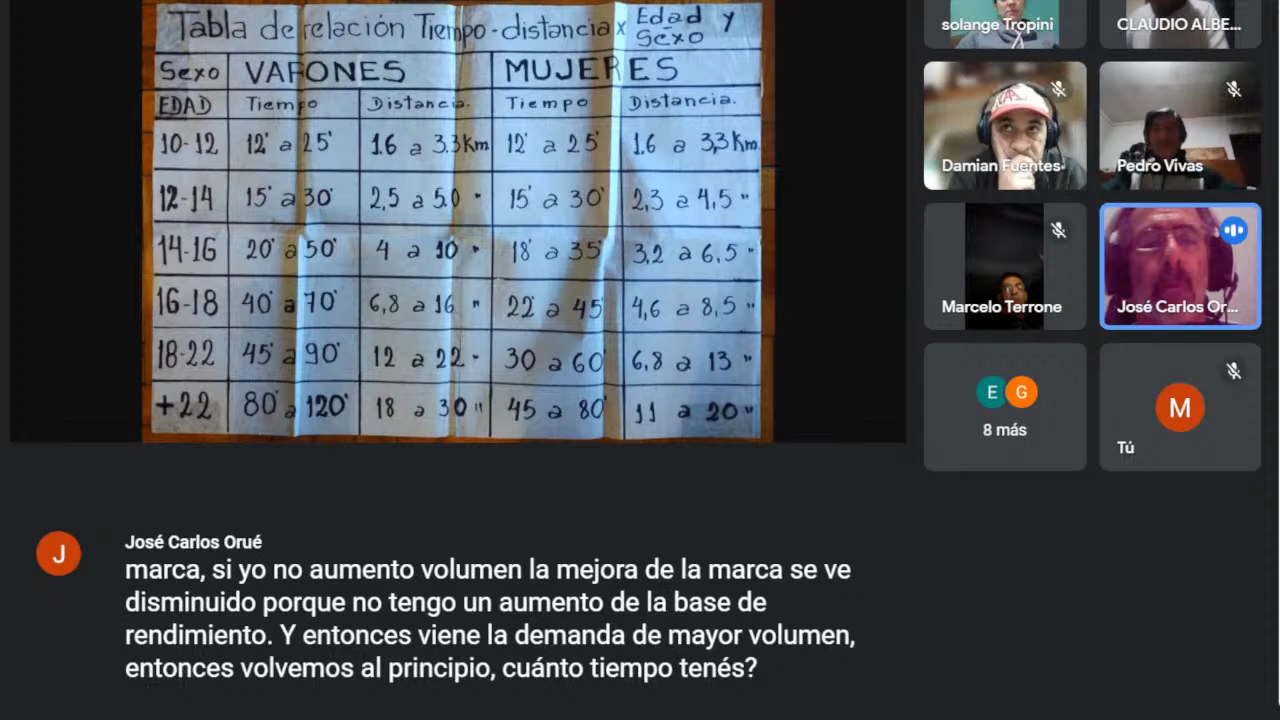 Tabla de relación Tiempo-distancia x Edad y Sexo
Sexo VARONES MUJERES
EDAD Tiempo Distancia. Tiempo Distancia.
10-12 12' a 25' 1.6 a 3.3 Km 12' a 25' 1.6 a 3,3 Km.
12-14 15' a 30' 2,5 a 5.0 " 15' a 30' 2,3 a 4,5 "
14-16 20' a 50' 4 a 10 " 18' a 35' 3,2 a 6,5 "
16-18 40' a 70' 6,8 a 16 " 22' a 45' 4,6 a 8,5 "
18-22 45' a 90' 12 a 22 " 30 a 60' 6,8 a 13 "
+22 80' a 120' 18 a 30 " 45 a 80' 11 a 20 "
solange Tropini
CLAUDIO ALBE...
Damian Fuentes
Pedro Vivas
Marcelo Terrone
José Carlos Or...
E G
8 más
M
Tú
J
José Carlos Orué
marca, si yo no aumento volumen la mejora de la marca se ve
disminuido porque no tengo un aumento de la base de
rendimiento. Y entonces viene la demanda de mayor volumen,
entonces volvemos al principio, cuánto tiempo tenés?